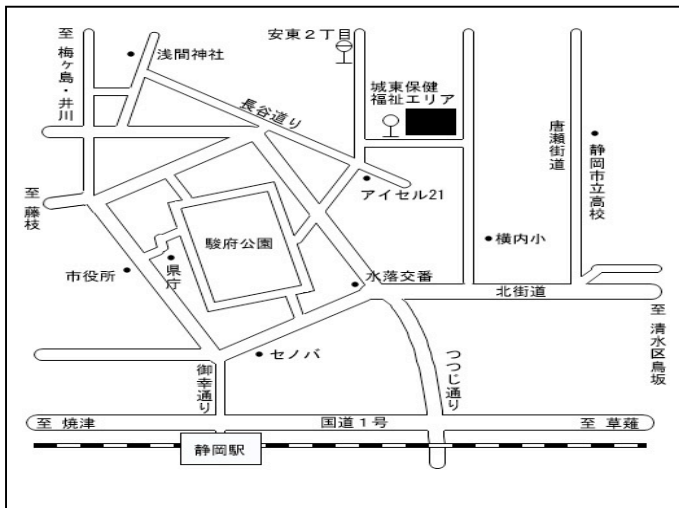 至 梅ヶ島・井川
浅間神社
安東２丁目
城東保健
福祉エリア
長谷通り
唐瀬街道
静岡市立高校
至 藤枝
アイセル21
駿府公園
横内小
市役所
県庁
水落交番
北街道
至 清水区鳥坂
セノバ
御幸通り
つつじ通り
至 焼津
国道１号
至 草薙
静岡駅